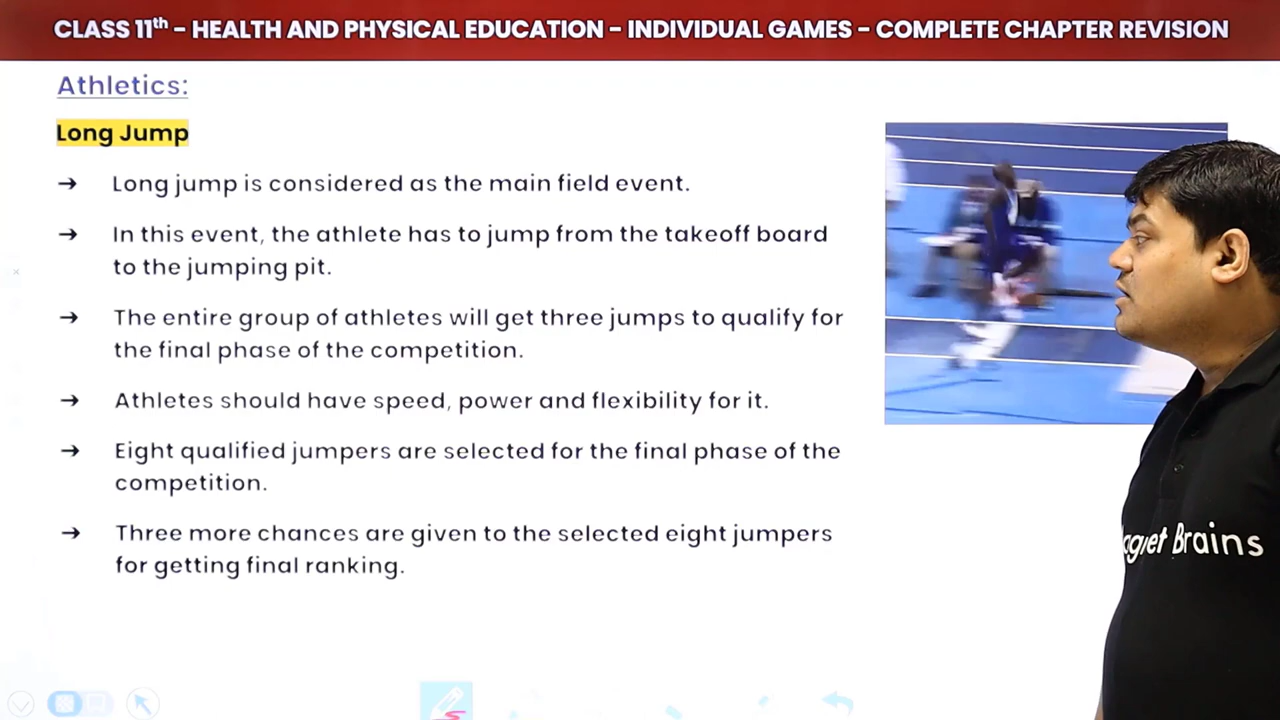 CLASS 11th – HEALTH AND PHYSICAL EDUCATION – INDIVIDUAL GAMES – COMPLETE CHAPTER REVISION
Athletics:
Long Jump
→ Long jump is considered as the main field event.
→ In this event, the athlete has to jump from the takeoff board
to the jumping pit.
→ The entire group of athletes will get three jumps to qualify for
the final phase of the competition.
→ Athletes should have speed, power and flexibility for it.
→ Eight qualified jumpers are selected for the final phase of the
competition.
→ Three more chances are given to the selected eight jumpers
for getting final ranking.
Brains